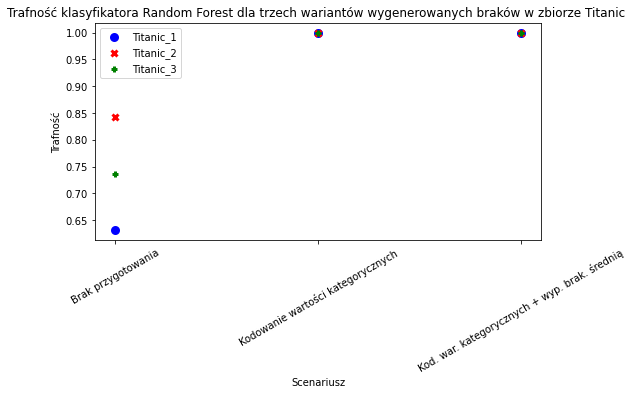 Trafność klasyfikatora Random Forest dla trzech wariantów wygenerowanych braków w zbiorze Titanic
Trafność
1.00
0.95
0.90
0.85
0.80
0.75
0.70
0.65
Titanic_1
Titanic_2
Titanic_3
Brak przygotowania
Kodowanie wartości kategorycznych
Kod. war. kategorycznych + wyp. brak. średnią
Scenariusz